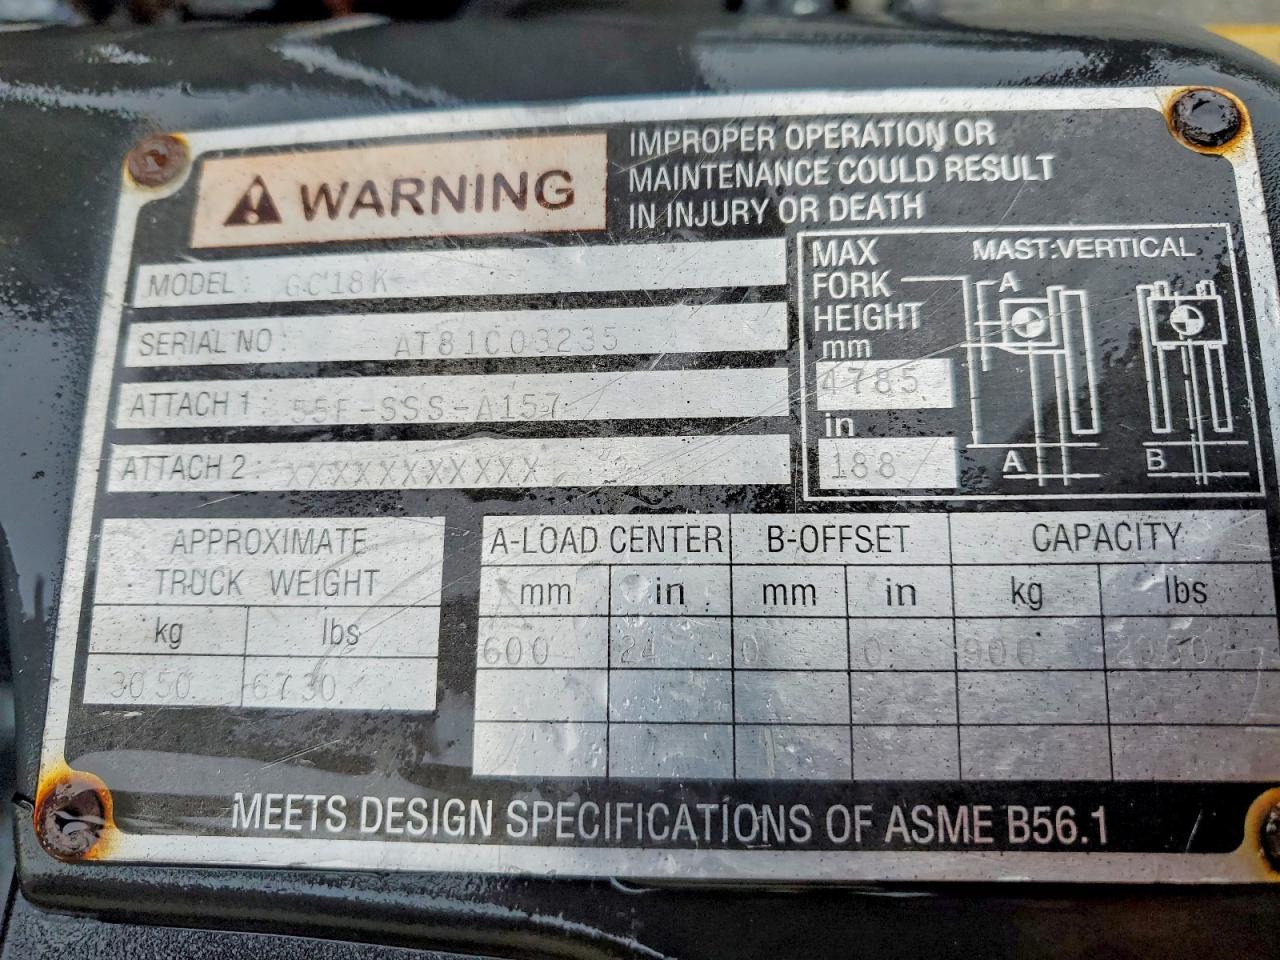 WARNING
IMPROPER OPERATION OR
MAINTENANCE COULD RESULT
IN INJURY OR DEATH
MODEL: GC18K
SERIAL NO: AT81C03235
ATTACH 1: 55F-SSS-A157
ATTACH 2: XXXXXXXXXXX
MAX
FORK
HEIGHT
mm
4785
in
188
MAST:VERTICAL
A
A
B
APPROXIMATE
TRUCK WEIGHT
kg lbs
3050 6730
A-LOAD CENTER B-OFFSET CAPACITY
mm in mm in kg lbs
600 24 0 0 900
MEETS DESIGN SPECIFICATIONS OF ASME B56.1